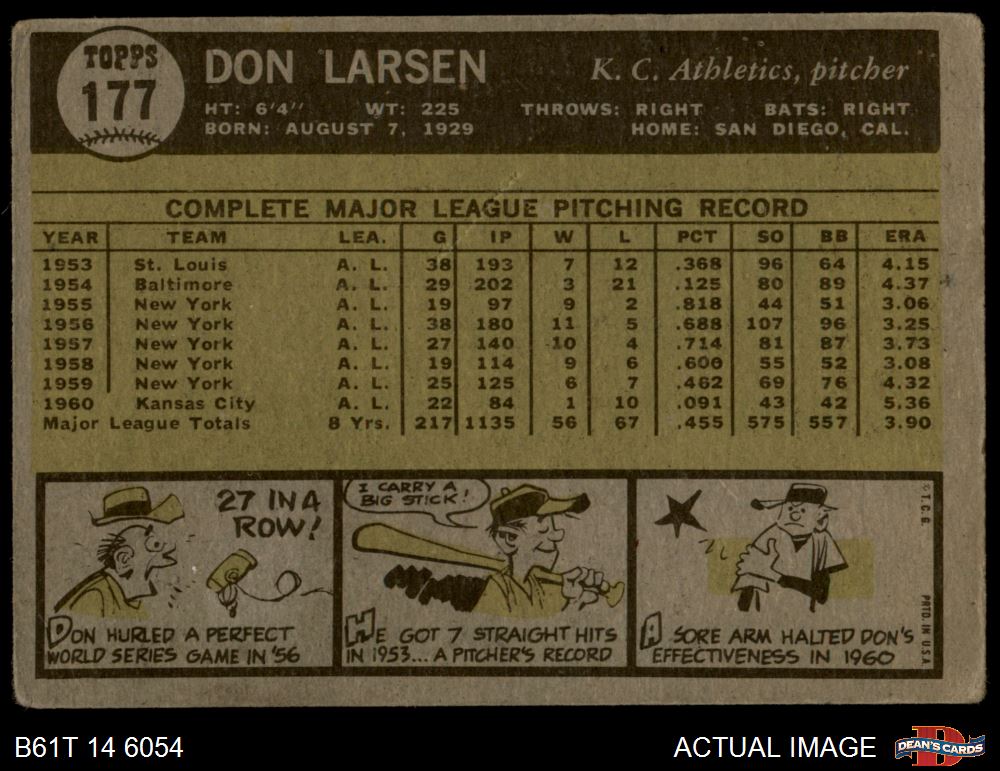 TOPPS
177
DON LARSEN
K. C. Athletics, pitcher
HT: 6'4" WT: 225 THROWS: RIGHT BATS: RIGHT
BORN: AUGUST 7, 1929 HOME: SAN DIEGO, CAL.
COMPLETE MAJOR LEAGUE PITCHING RECORD
YEAR TEAM LEA. G IP W L PCT SO BB ERA
1953 St. Louis A. L. 38 193 7 12 .368 96 64 4.15
1954 Baltimore A. L. 29 202 3 21 .125 80 89 4.37
1955 New York A. L. 19 97 9 2 .818 44 51 3.06
1956 New York A. L. 38 180 11 5 .688 107 96 3.25
1957 New York A. L. 27 140 10 4 .714 81 87 3.73
1958 New York A. L. 19 114 9 6 .600 55 52 3.08
1959 New York A. L. 25 125 6 7 .462 69 76 4.32
1960 Kansas City A. L. 22 84 1 10 .091 43 42 5.36
Major League Totals 8 Yrs. 217 1135 56 67 .455 575 557 3.90
27 IN A
ROW!
DON HURLED A PERFECT
WORLD SERIES GAME IN '56
I CARRY A
BIG STICK!
HE GOT 7 STRAIGHT HITS
IN 1953... A PITCHER'S RECORD
A SORE ARM HALTED DON'S
EFFECTIVENESS IN 1960
© T. C. G.
PRTD. IN U.S.A.
B61T 14 6054
ACTUAL IMAGE
D
DEAN'S CARDS